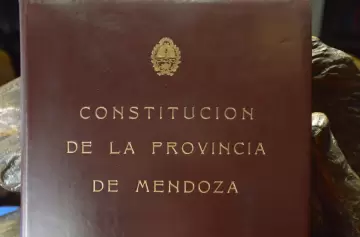 CONSTITUCION
DE LA PROVINCIA
DE MENDOZA